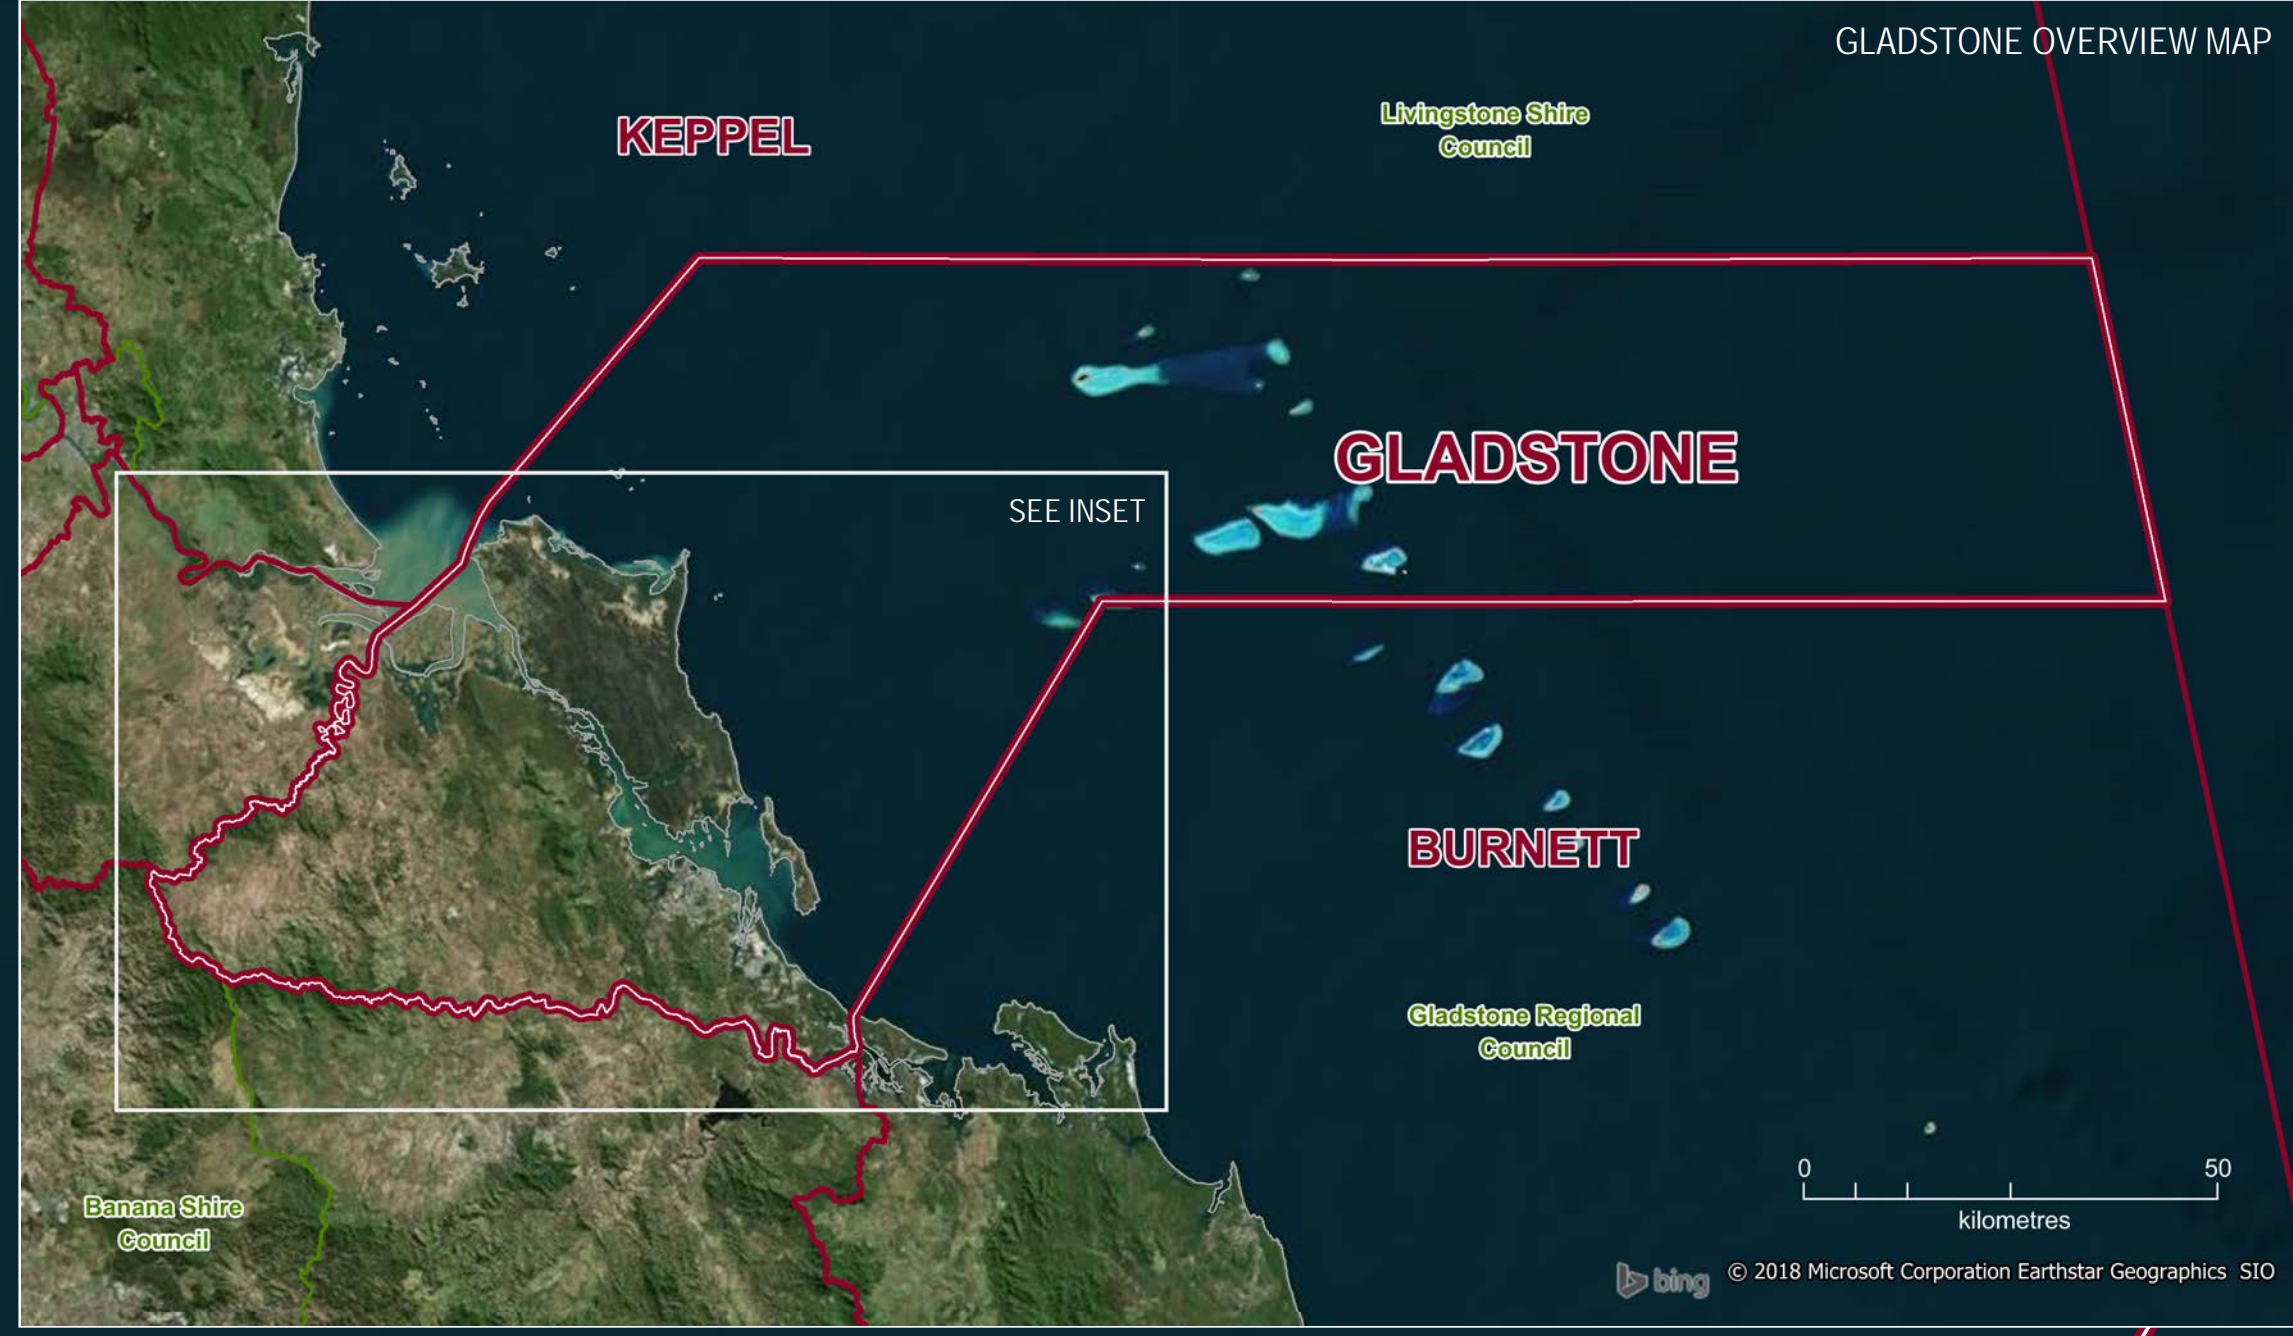 GLADSTONE OVERVIEW MAP
KEPPEL
Livingstone Shire
Council
GLADSTONE
SEE INSET
BURNETT
Gladstone Regional
Council
Banana Shire
Council
0 50
kilometres
bing © 2018 Microsoft Corporation Earthstar Geographics SIO